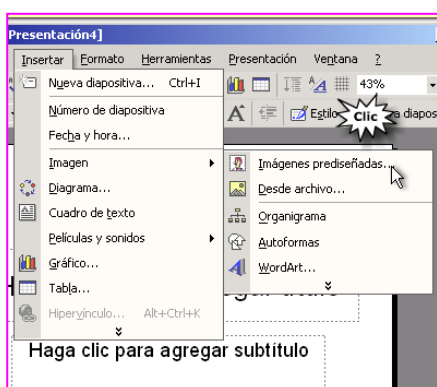 Presentación4]
Insertar Formato Herramientas Presentación Ventana ?
43%
Estilo
Clic
diapos
Nueva diapositiva... Ctrl+I
Número de diapositiva
Fecha y hora...
Imagen
Diagrama...
Cuadro de texto
Películas y sonidos
Gráfico...
Tabla...
Hipervínculo... Alt+Ctrl+K
Imágenes prediseñadas...
Desde archivo...
Organigrama
Autoformas
WordArt...
Haga clic para agregar subtítulo